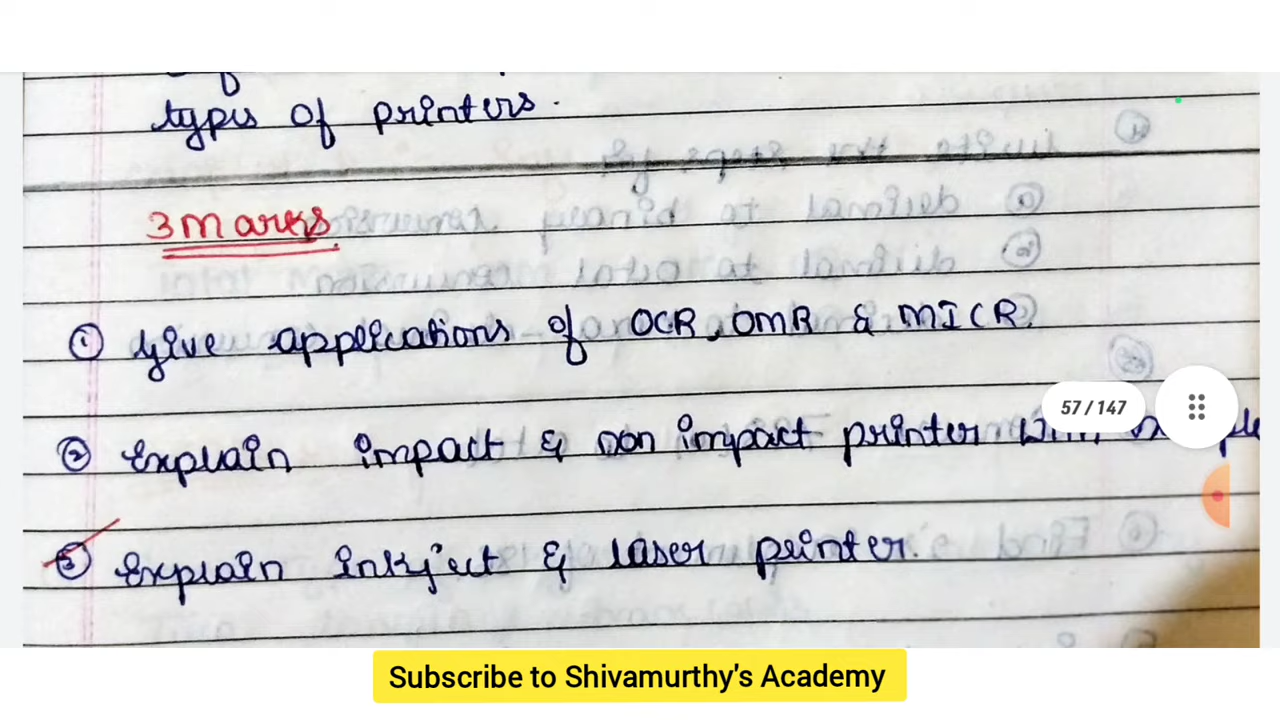 types of printers.
3 marks.
① Give applications of OCR, OMR & MICR.
57 / 147
② Explain impact & non impact printer with
③ Explain inkject & laser printer.
Subscribe to Shivamurthy's Academy